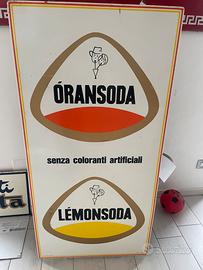 ÓRANSODA
senza coloranti artificiali
LÉMONSODA